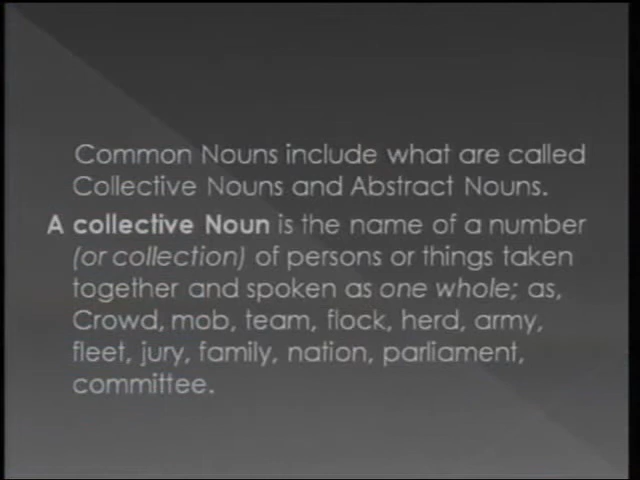 Common Nouns include what are called
Collective Nouns and Abstract Nouns.
A collective Noun is the name of a number
(or collection) of persons or things taken
together and spoken as one whole; as,
Crowd, mob, team, flock, herd, army,
fleet, jury, family, nation, parliament,
committee.